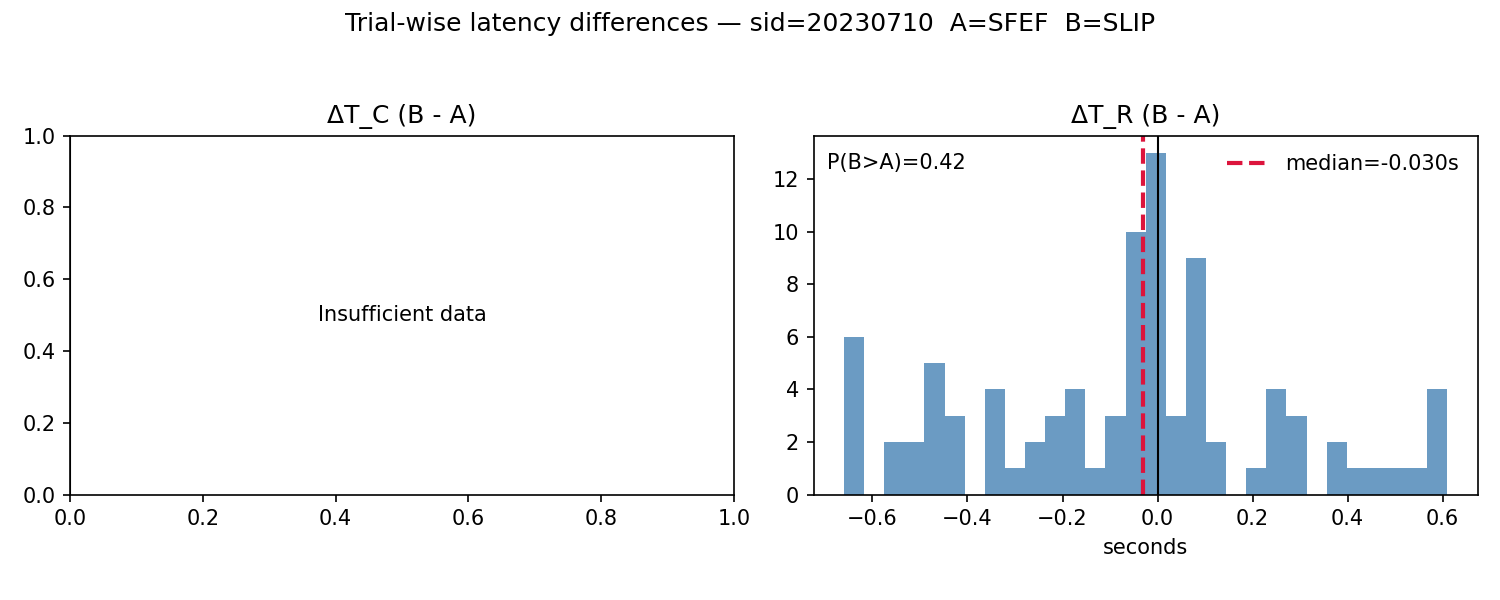 Trial-wise latency differences — sid=20230710  A=SFEF  B=SLIP
ΔT_C (B - A)
1.0
0.8
0.6
0.4
0.2
0.0
Insufficient data
0.0 0.2 0.4 0.6 0.8 1.0
ΔT_R (B - A)
P(B>A)=0.42
median=-0.030s
12
10
8
6
4
2
0
−0.6 −0.4 −0.2 0.0 0.2 0.4 0.6
seconds